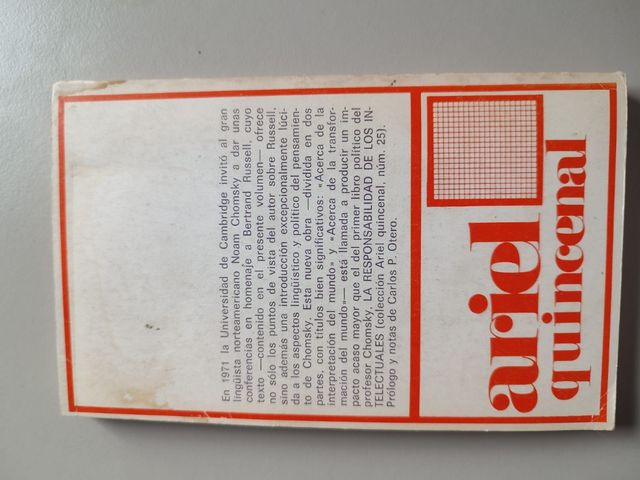 En 1971 la Universidad de Cambridge invitó al gran
lingüista norteamericano Noam Chomsky a dar unas
conferencias en homenaje a Bertrand Russell, cuyo
texto —contenido en el presente volumen— ofrece
no sólo los puntos de vista del autor sobre Russell,
sino además una introducción excepcionalmente lúci-
da a los aspectos lingüístico y político del pensamien-
to de Chomsky. Esta nueva obra —dividida en dos
partes, con títulos bien significativos: «Acerca de la
interpretación del mundo» y «Acerca de la transfor-
mación del mundo»— está llamada a producir un im-
pacto acaso mayor que el del primer libro político del
profesor Chomsky, LA RESPONSABILIDAD DE LOS IN-
TELECTUALES (colección Ariel quincenal, núm. 25).
Prólogo y notas de Carlos P. Otero.
ariel
quincenal